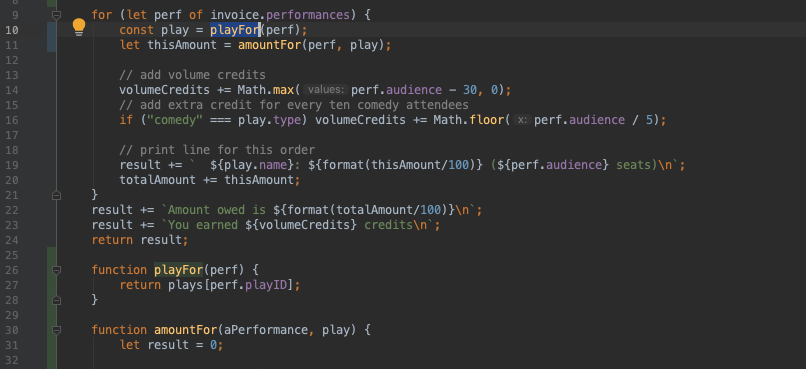 9 for (let perf of invoice.performances) {
10 const play = playFor(perf);
11 let thisAmount = amountFor(perf, play);
12
13 // add volume credits
14 volumeCredits += Math.max( values: perf.audience - 30, 0);
15 // add extra credit for every ten comedy attendees
16 if ("comedy" === play.type) volumeCredits += Math.floor( x: perf.audience / 5);
17
18 // print line for this order
19 result += `  ${play.name}: ${format(thisAmount/100)} (${perf.audience} seats)\n`;
20 totalAmount += thisAmount;
21 }
22 result += `Amount owed is ${format(totalAmount/100)}\n`;
23 result += `You earned ${volumeCredits} credits\n`;
24 return result;
25
26 function playFor(perf) {
27 return plays[perf.playID];
28 }
29
30 function amountFor(aPerformance, play) {
31 let result = 0;
32